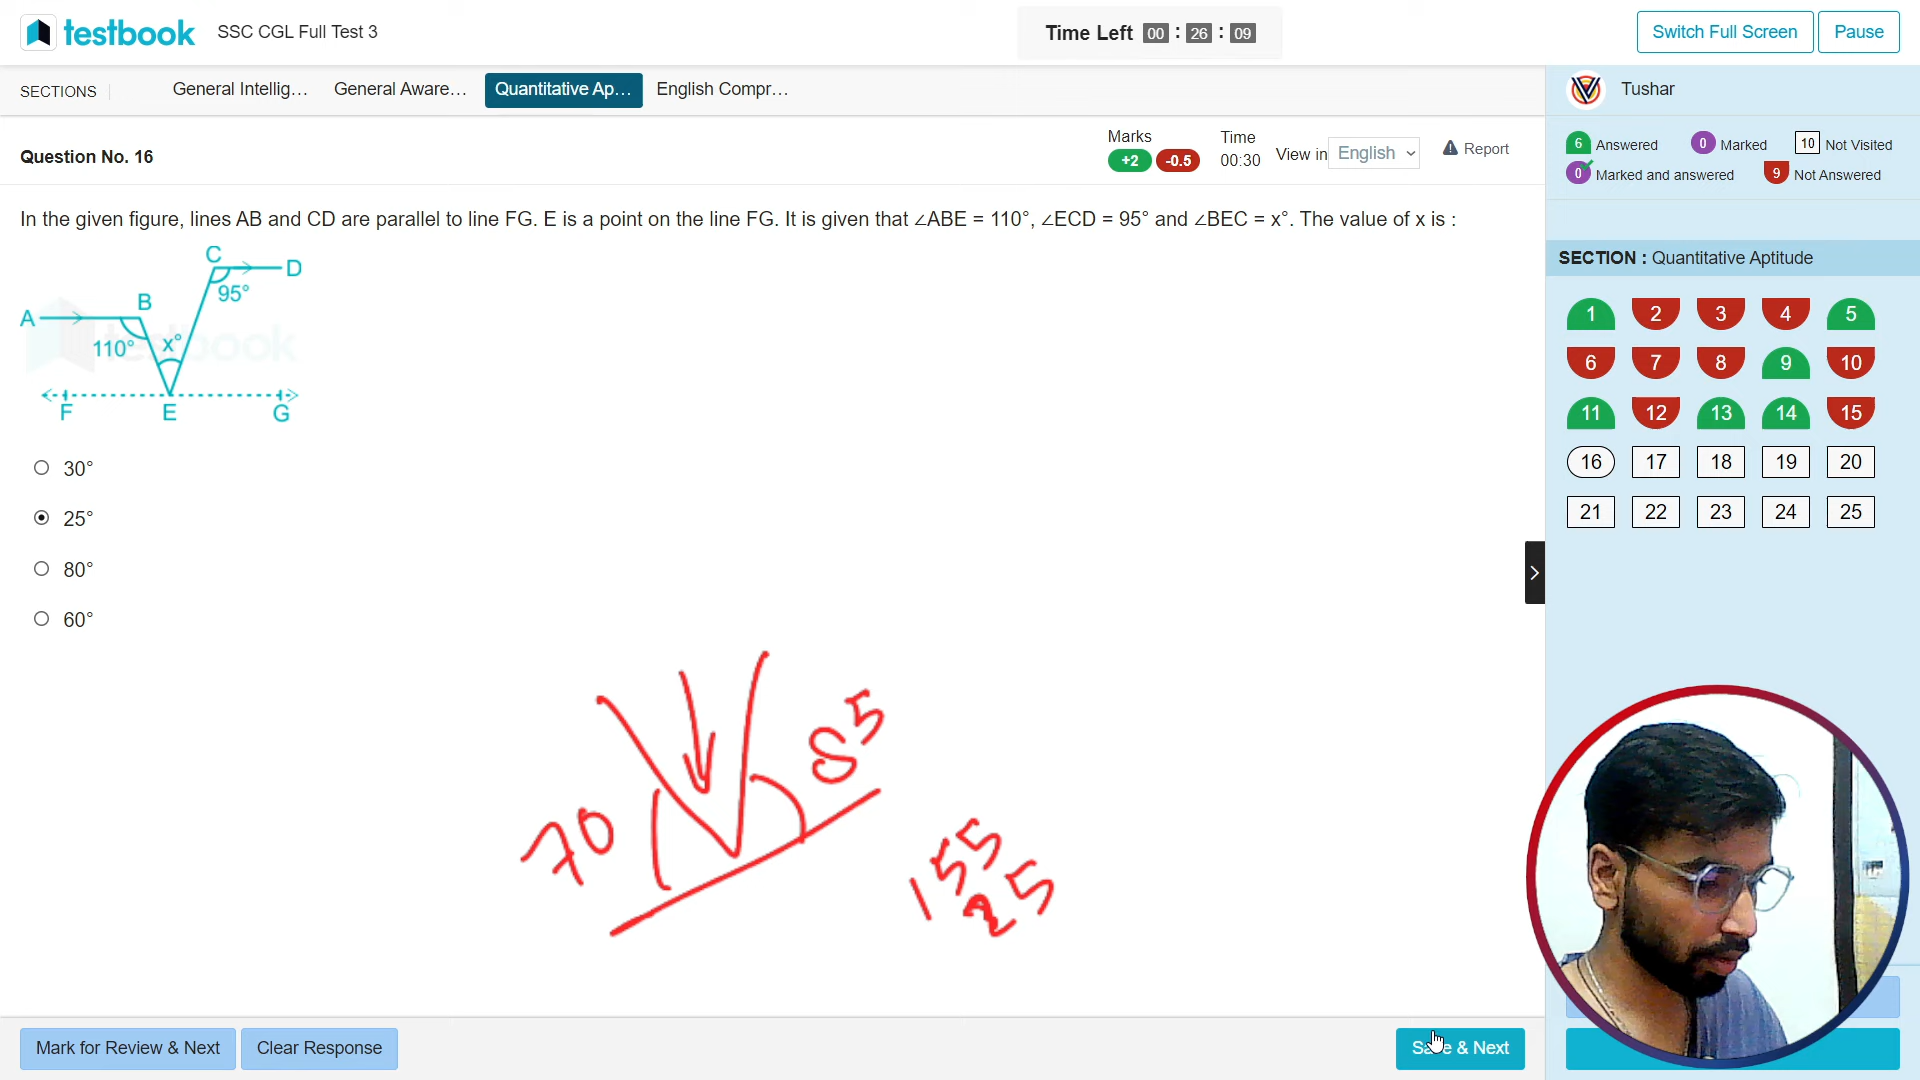 testbook SSC CGL Full Test 3 Time Left 00 : 26 : 09 Switch Full Screen Pause
SECTIONS General Intellig... General Aware... Quantitative Ap... English Compr...
Tushar
Question No. 16 Marks +2 -0.5 Time 00:30 View in English Report
6 Answered 0 Marked 10 Not Visited
0 Marked and answered 9 Not Answered
In the given figure, lines AB and CD are parallel to line FG. E is a point on the line FG. It is given that ∠ABE = 110°, ∠ECD = 95° and ∠BEC = x°. The value of x is :
SECTION : Quantitative Aptitude
C D
95°
B
A
110° x°
F E G
30°
25°
80°
60°
1 2 3 4 5
6 7 8 9 10
11 12 13 14 15
16 17 18 19 20
21 22 23 24 25
70 85
155
25
Mark for Review & Next Clear Response Save & Next